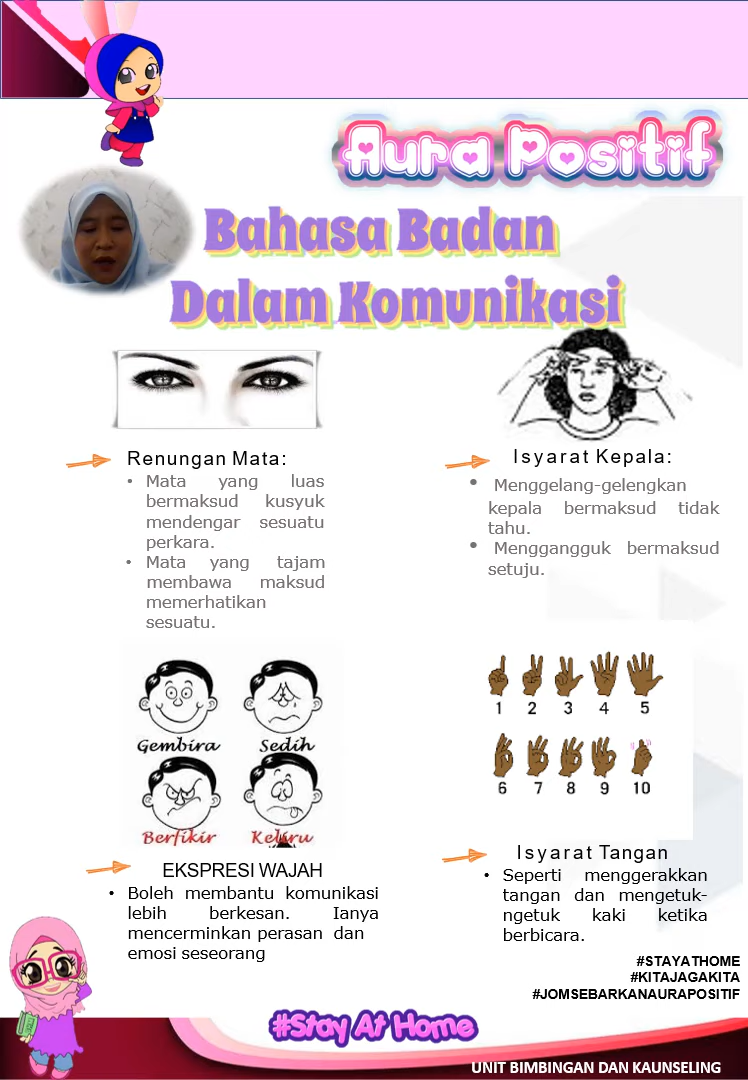 Aura Positif
Bahasa Badan
Dalam Komunikasi
Renungan Mata:
• Mata yang luas
bermaksud kusyuk
mendengar sesuatu
perkara.
• Mata yang tajam
membawa maksud
memerhatikan
sesuatu.
Isyarat Kepala:
• Menggelang-gelengkan
kepala bermaksud tidak
tahu.
• Menggangguk bermaksud
setuju.
Gembira
Sedih
Berfikir
Keliru
1 2 3 4 5
6 7 8 9 10
EKSPRESI WAJAH
• Boleh membantu komunikasi
lebih berkesan. Ianya
mencerminkan perasan dan
emosi seseorang
Isyarat Tangan
• Seperti menggerakkan
tangan dan mengetuk-
ngetuk kaki ketika
berbicara.
#STAYATHOME
#KITAJAGAKITA
#JOMSEBARKANAURAPOSITIF
#Stay At Home
UNIT BIMBINGAN DAN KAUNSELING